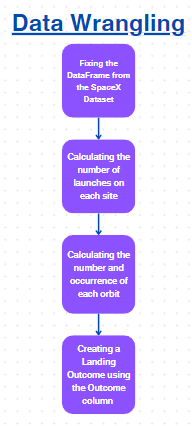 Data Wrangling
Fixing the
DataFrame from
the SpaceX
Dataset
Calculating the
number of
launches on
each site
Calculating the
number and
occurrence of
each orbit
Creating a
Landing
Outcome using
the Outcome
column